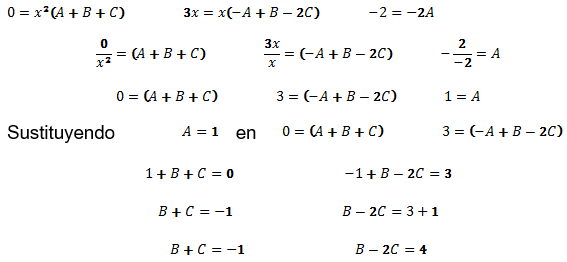 0 = x²(A + B + C) 3x = x(−A + B − 2C) −2 = −2A
0/x² = (A + B + C) 3x/x = (−A + B − 2C) −2/−2 = A
0 = (A + B + C) 3 = (−A + B − 2C) 1 = A
Sustituyendo A = 1 en 0 = (A + B + C) 3 = (−A + B − 2C)
1 + B + C = 0 −1 + B − 2C = 3
B + C = −1 B − 2C = 3 + 1
B + C = −1 B − 2C = 4